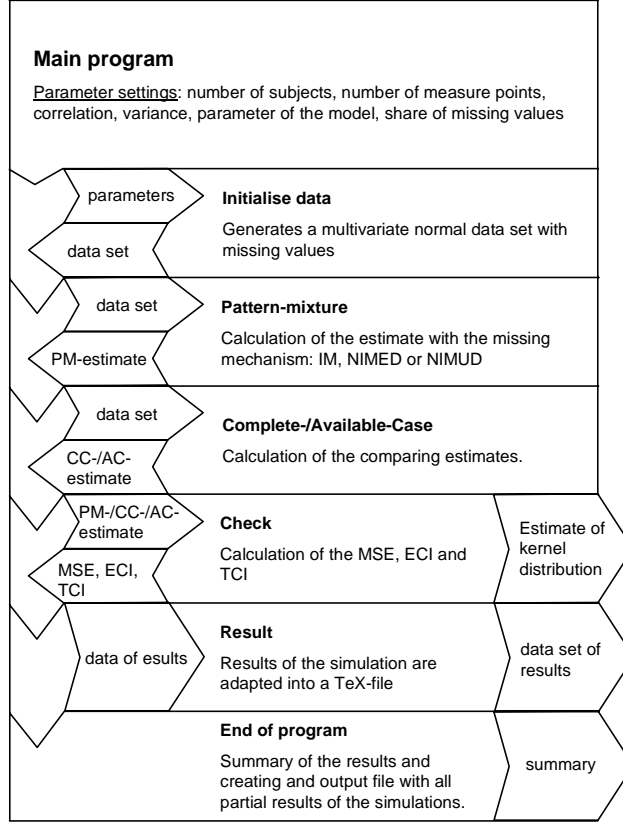 Main program
Parameter settings: number of subjects, number of measure points,
correlation, variance, parameter of the model, share of missing values
parameters
data set
Initialise data
Generates a multivariate normal data set with
missing values
data set
PM-estimate
Pattern-mixture
Calculation of the estimate with the missing
mechanism: IM, NIMED or NIMUD
data set
CC-/AC-
estimate
Complete-/Available-Case
Calculation of the comparing estimates.
PM-/CC-/AC-
estimate
MSE, ECI,
TCI
Check
Calculation of the MSE, ECI and
TCI
Estimate of
kernel
distribution
data of esults
Result
Results of the simulation are
adapted into a TeX-file
data set of
results
End of program
Summary of the results and
creating and output file with all
partial results of the simulations.
summary